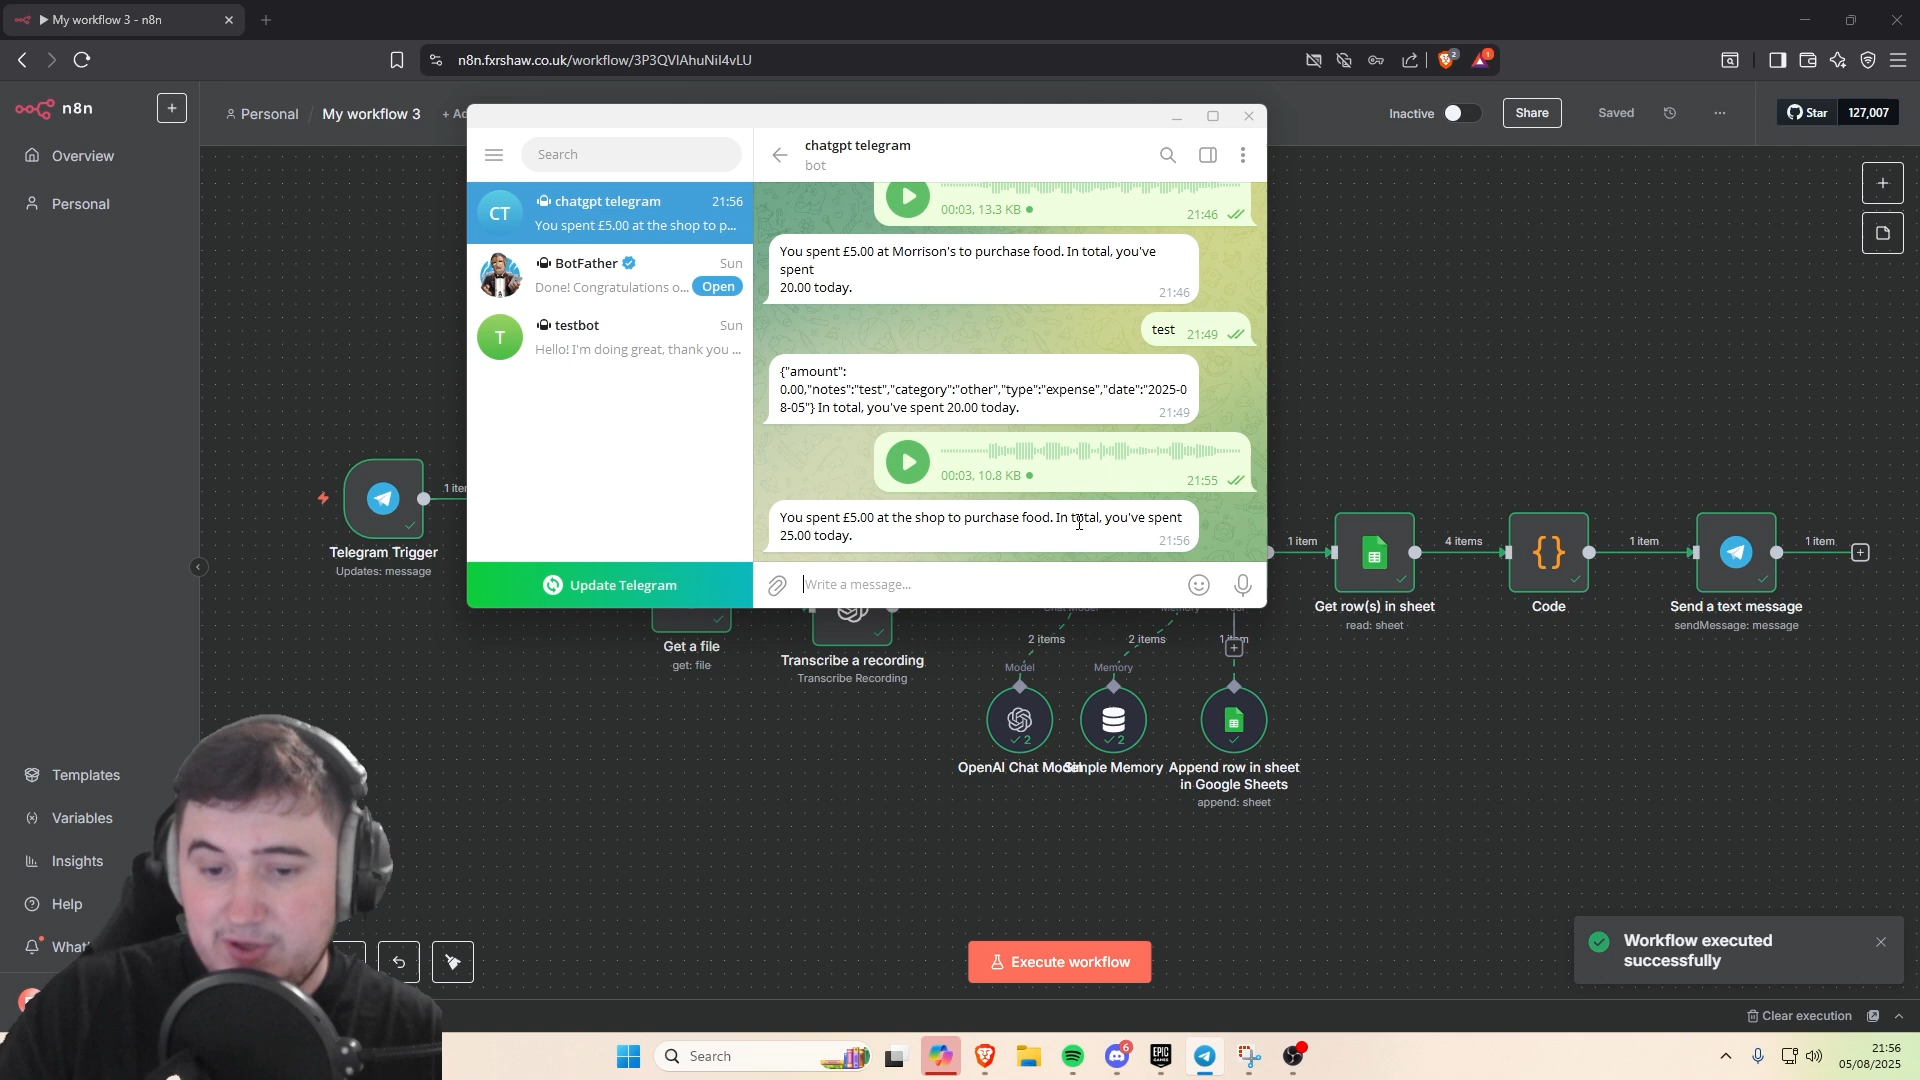 ▶ My workflow 3 - n8n
n8n.fxrshaw.co.uk/workflow/3P3QVIAhuNil4vLU
2
1
n8n
Personal / My workflow 3
Inactive
Share
Saved
Star 127,007
Overview
Personal
Search
chatgpt telegram
bot
CT
chatgpt telegram 21:56
You spent £5.00 at the shop to p...
BotFather Sun
Done! Congratulations o... Open
T
testbot Sun
Hello! I'm doing great, thank you ...
Update Telegram
00:03, 13.3 KB
21:46
You spent £5.00 at Morrison's to purchase food. In total, you've
spent
20.00 today.
21:46
test 21:49
{"amount":
0.00,"notes":"test","category":"other","type":"expense","date":"2025-0
8-05"} In total, you've spent 20.00 today.
21:49
00:03, 10.8 KB
21:55
You spent £5.00 at the shop to purchase food. In total, you've spent
25.00 today.
21:56
Write a message...
Telegram Trigger
Updates: message
Get a file
get: file
Transcribe a recording
Transcribe Recording
2 items
2 items
1 item
Model
Memory
OpenAI Chat Model
Simple Memory
Append row in sheet
in Google Sheets
append: sheet
1 item
4 items
1 item
1 item
Get row(s) in sheet
read: sheet
Code
Send a text message
sendMessage: message
Templates
Variables
Insights
Help
Execute workflow
Workflow executed
successfully
Clear execution
Search
6
EPIC
GAMES
21:56
05/08/2025